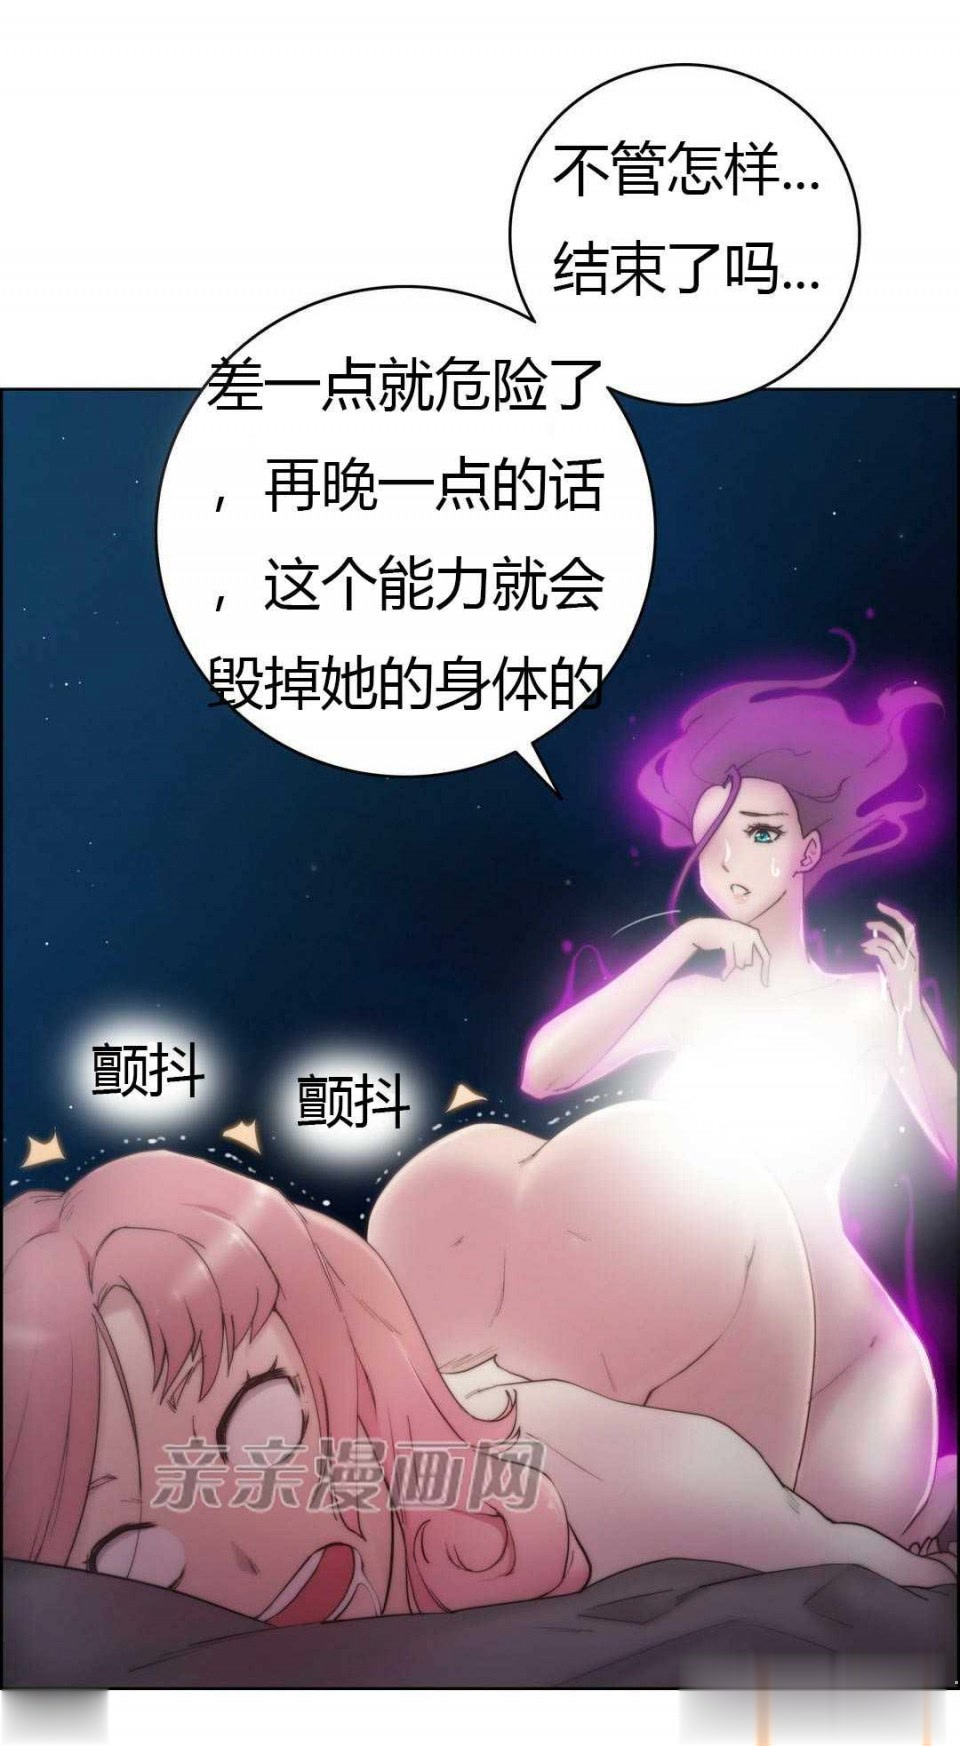 不管怎样...
结束了吗...
差一点就危险了
，再晚一点的话
，这个能力就会
毁掉她的身体的
颤抖
颤抖
亲亲漫画网